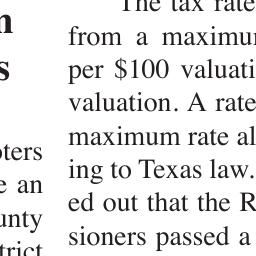 m
s
oters
e an
unty
trict
The tax rate
from a maximum
per $100 valuati
valuation. A rate
maximum rate al
ing to Texas law.
ed out that the R
sioners passed a